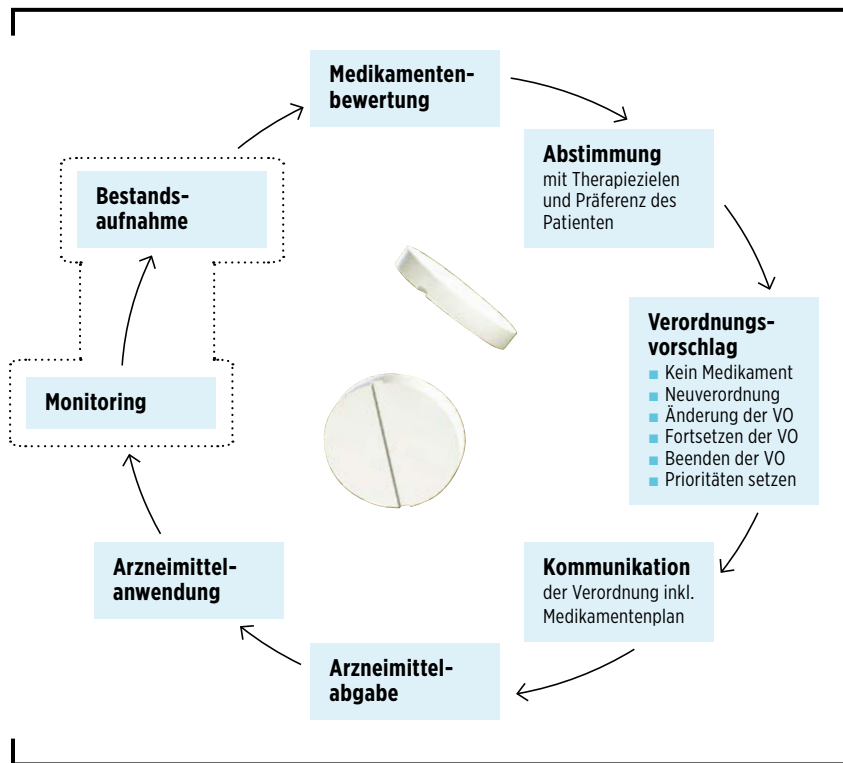 Medikamenten-
bewertung
Abstimmung
mit Therapiezielen
und Präferenz des
Patienten
Verordnungs-
vorschlag
Kein Medikament
Neuverordnung
Änderung der VO
Fortsetzen der VO
Beenden der VO
Prioritäten setzen
Kommunikation
der Verordnung inkl.
Medikamentenplan
Arzneimittel-
abgabe
Arzneimittel-
anwendung
Monitoring
Bestands-
aufnahme